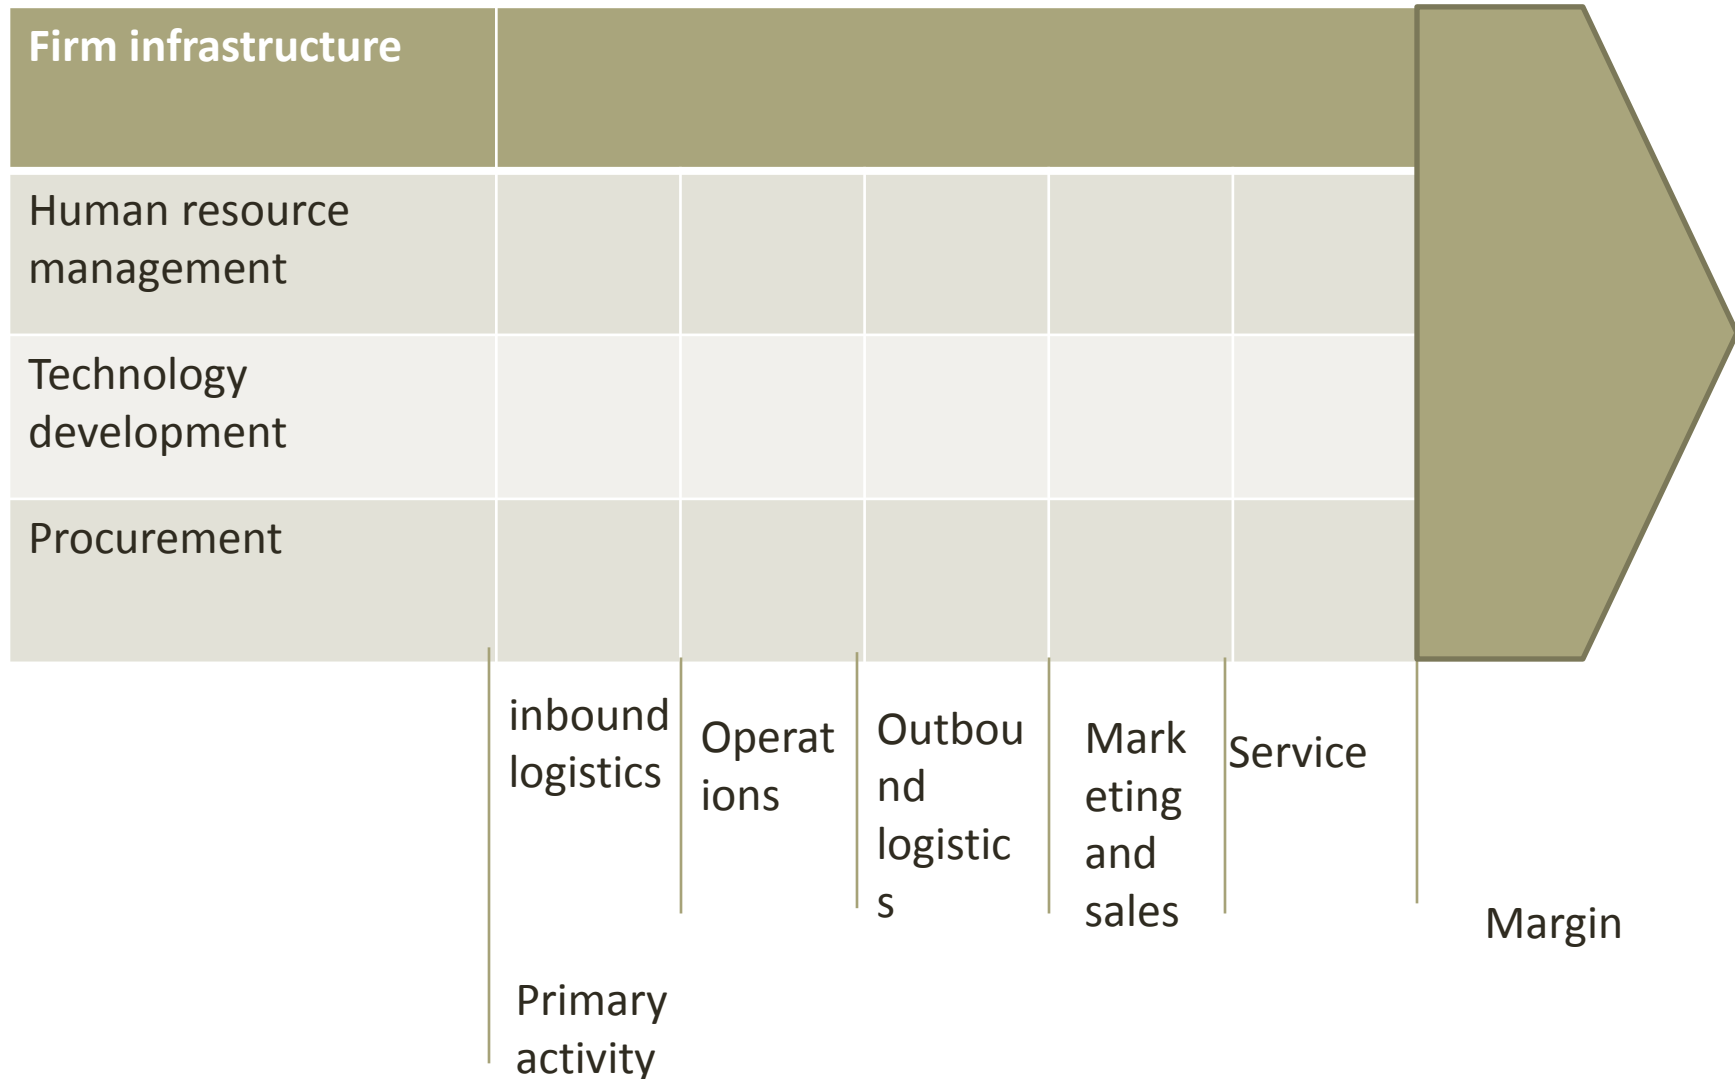 Firm infrastructure
Human resource
management
Technology
development
Procurement
inbound
logistics
Operat
ions
Outbou
nd
logistic
s
Mark
eting
and
sales
Service
Margin
Primary
activity